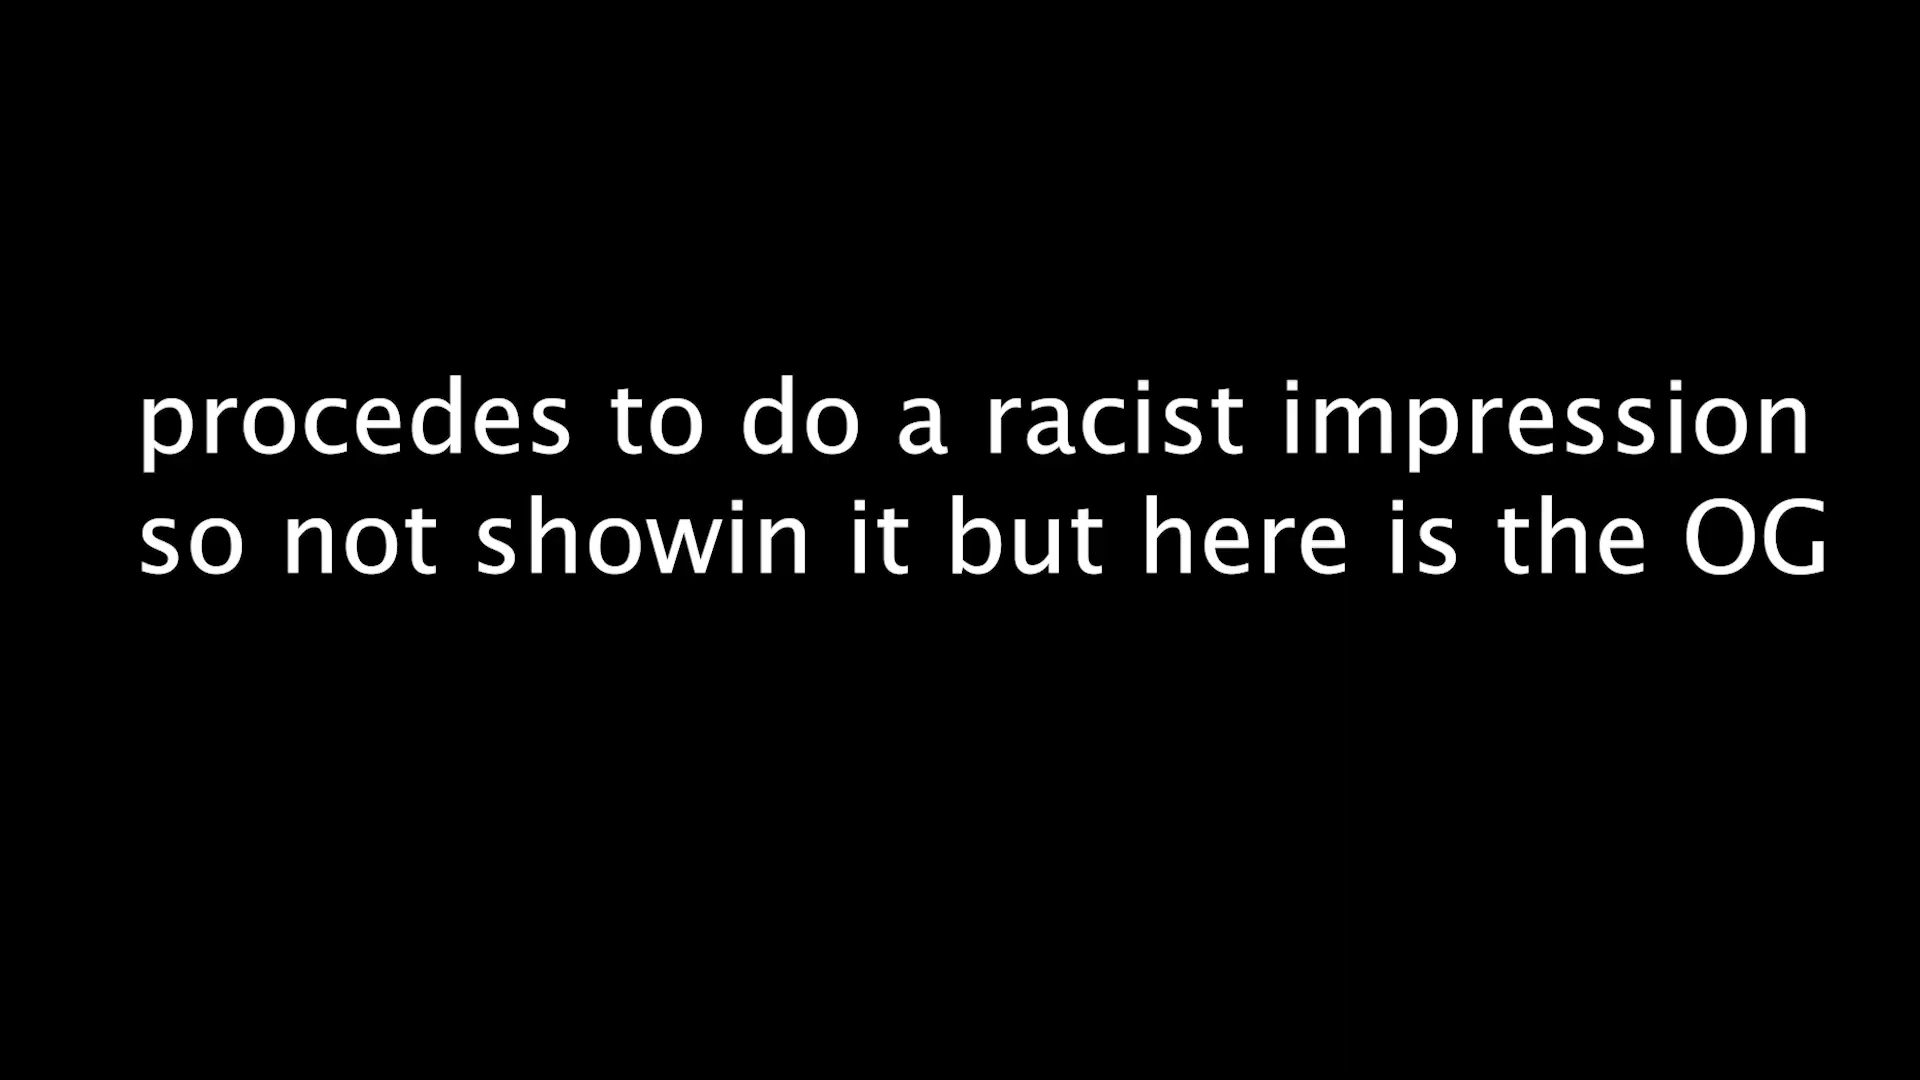 procedes to do a racist impression
so not showin it but here is the OG